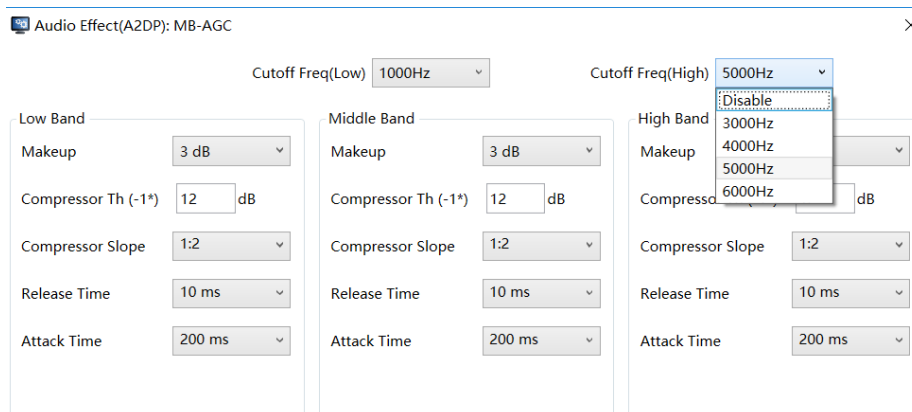 Audio Effect(A2DP): MB-AGC
Cutoff Freq(Low) 1000Hz Cutoff Freq(High) 5000Hz
Disable
3000Hz
4000Hz
5000Hz
6000Hz
Low Band
Makeup 3 dB
Compressor Th (-1*) 12 dB
Compressor Slope 1:2
Release Time 10 ms
Attack Time 200 ms
Middle Band
Makeup 3 dB
Compressor Th (-1*) 12 dB
Compressor Slope 1:2
Release Time 10 ms
Attack Time 200 ms
High Band
Makeup
Compressor dB
Compressor Slope 1:2
Release Time 10 ms
Attack Time 200 ms